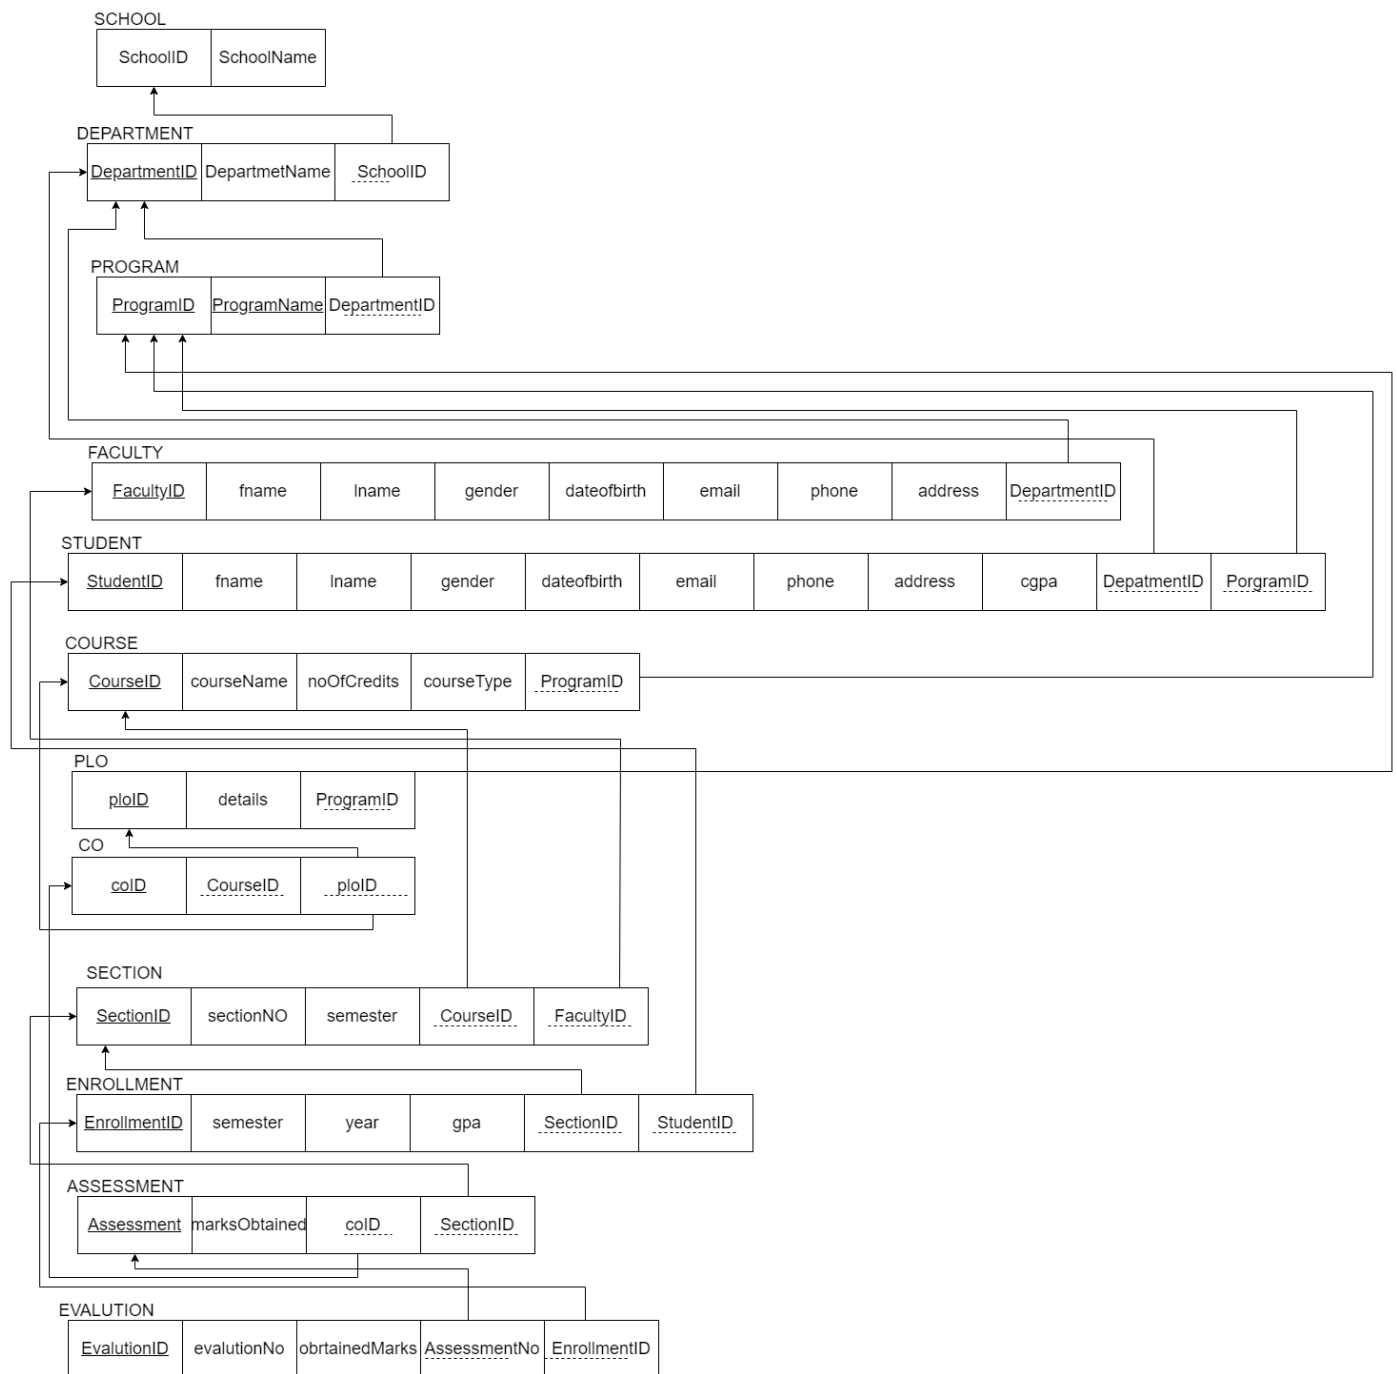 SCHOOL
SchoolID SchoolName
DEPARTMENT
DepartmentID DepartmetName SchoolID
PROGRAM
ProgramID ProgramName DepartmentID
FACULTY
FacultyID fname lname gender dateofbirth email phone address DepartmentID
STUDENT
StudentID fname lname gender dateofbirth email phone address cgpa DepatmentID PorgramID
COURSE
CourseID courseName noOfCredits courseType ProgramID
PLO
ploID details ProgramID
CO
coID CourseID ploID
SECTION
SectionID sectionNO semester CourseID FacultyID
ENROLLMENT
EnrollmentID semester year gpa SectionID StudentID
ASSESSMENT
Assessment marksObtained coID SectionID
EVALUTION
EvalutionID evalutionNo obrtainedMarks AssessmentNo EnrollmentID